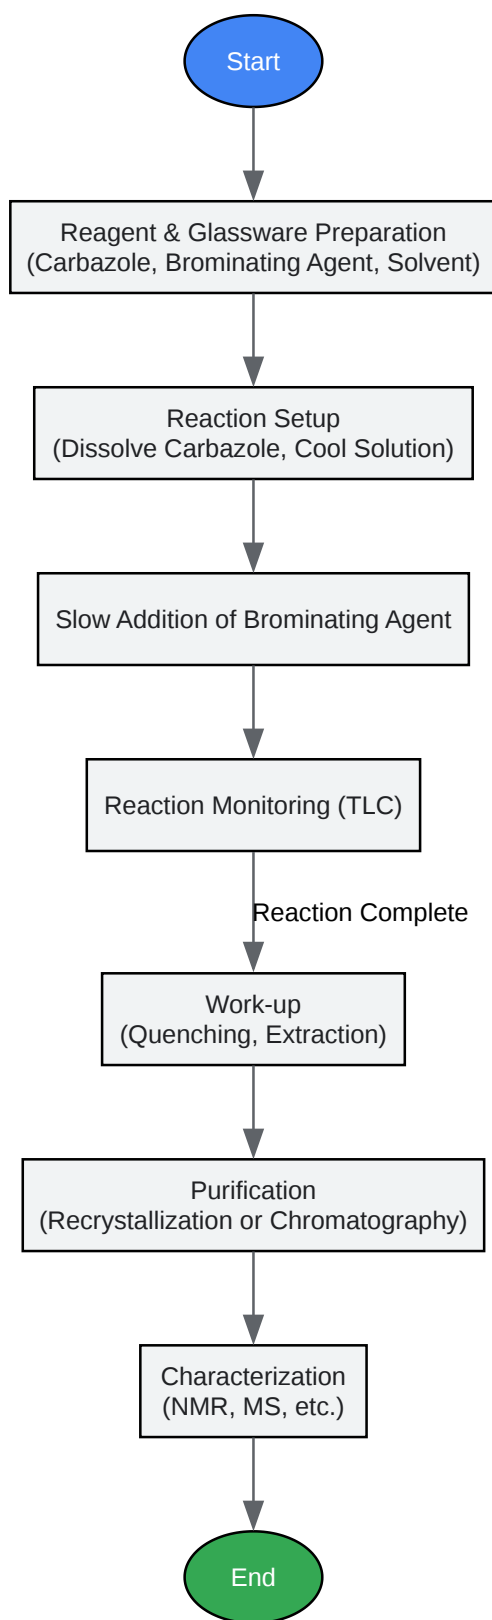 Start
Reagent & Glassware Preparation
(Carbazole, Brominating Agent, Solvent)
Reaction Setup
(Dissolve Carbazole, Cool Solution)
Slow Addition of Brominating Agent
Reaction Monitoring (TLC)
Reaction Complete
Work-up
(Quenching, Extraction)
Purification
(Recrystallization or Chromatography)
Characterization
(NMR, MS, etc.)
End